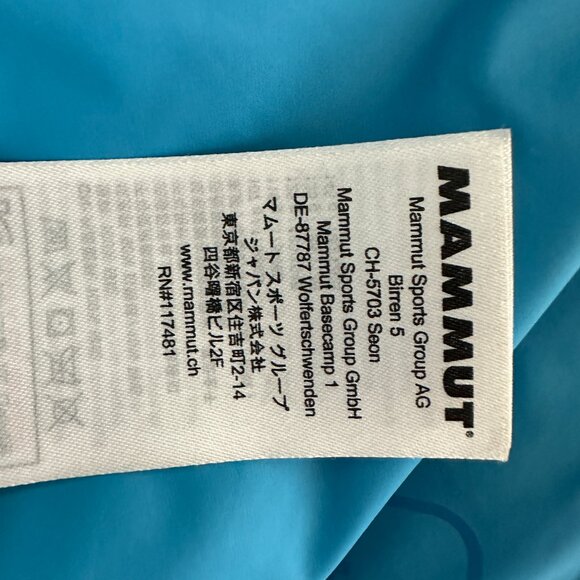 MAMMUT®
Mammut Sports Group AG
Birren 5
CH-5703 Seon
Mammut Sports Group GmbH
Mammut Basecamp 1
DE-87787 Wolfertschwenden
マムート スポーツ グループ
ジャパン株式会社
東京都新宿区住吉町2-14
四谷曙橋ビル2F
www.mammut.ch
RN#117481